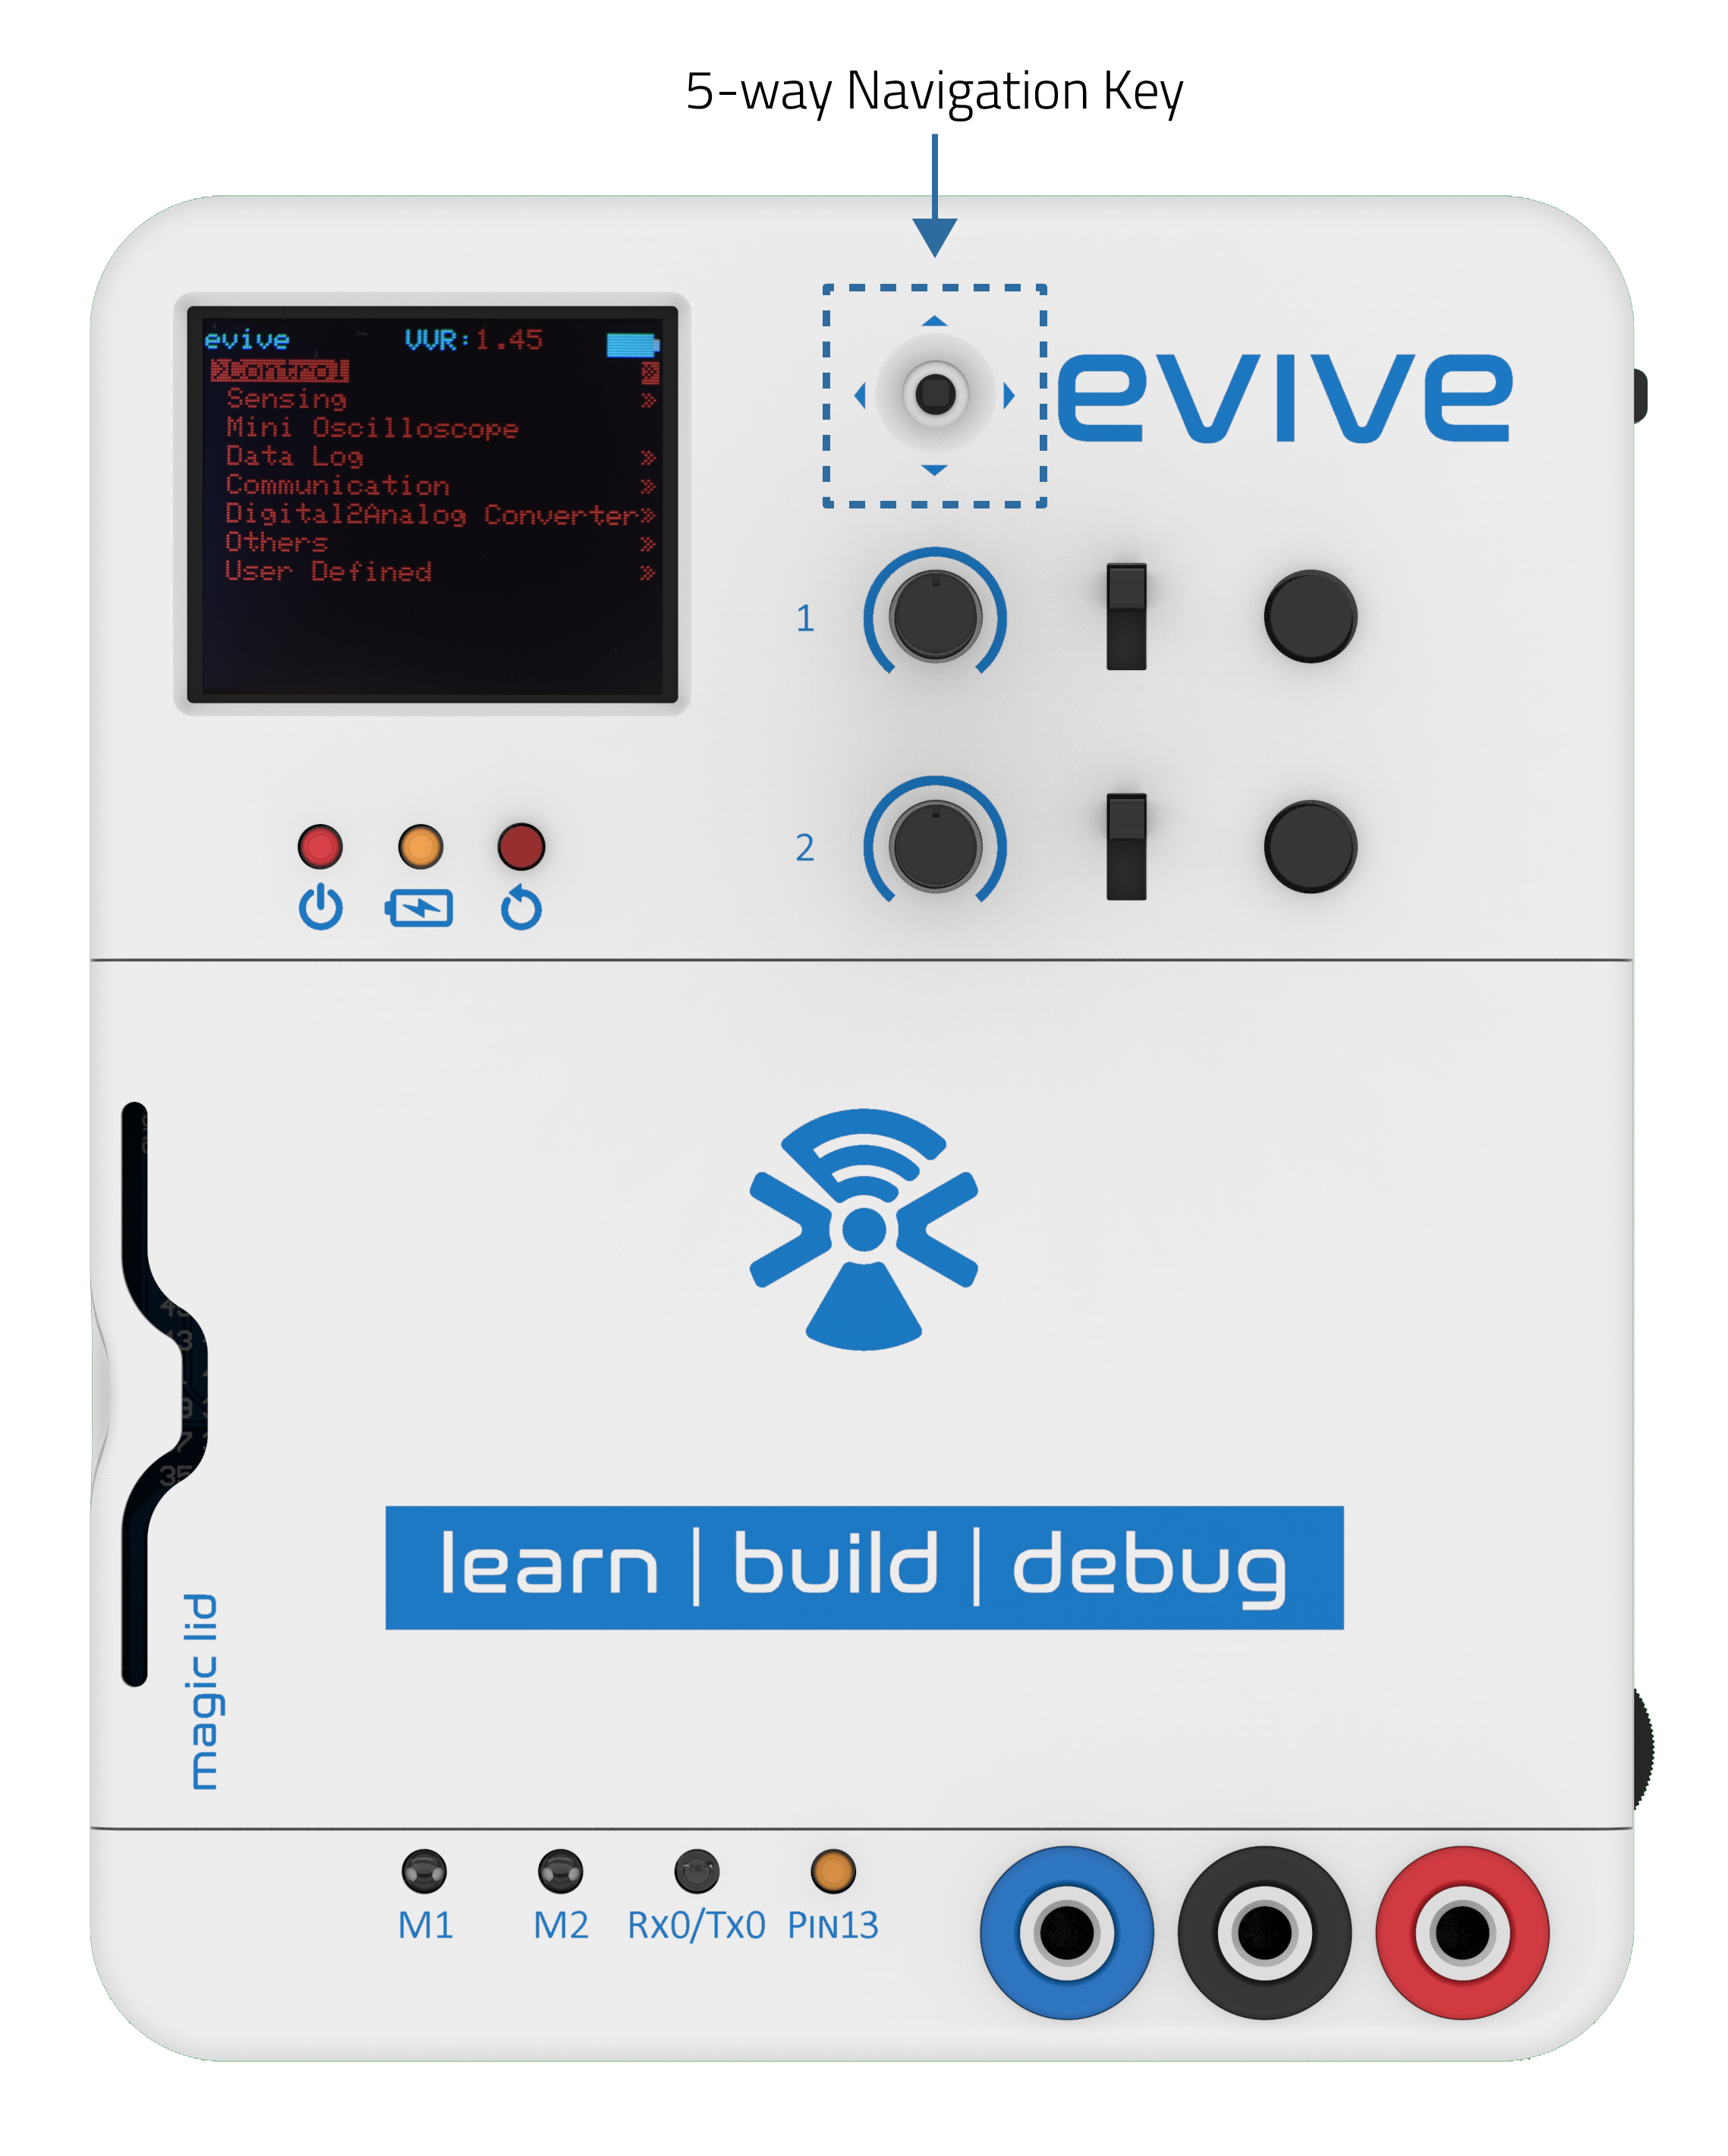 5-way Navigation Key
evive VVR:1.45
Control »
Sensing »
Mini Oscilloscope
Data Log »
Communication »
Digital2Analog Converter»
Others »
User Defined »
evive
1
2
learn | build | debug
magic lid
M1 M2 Rx0/Tx0 PIN13